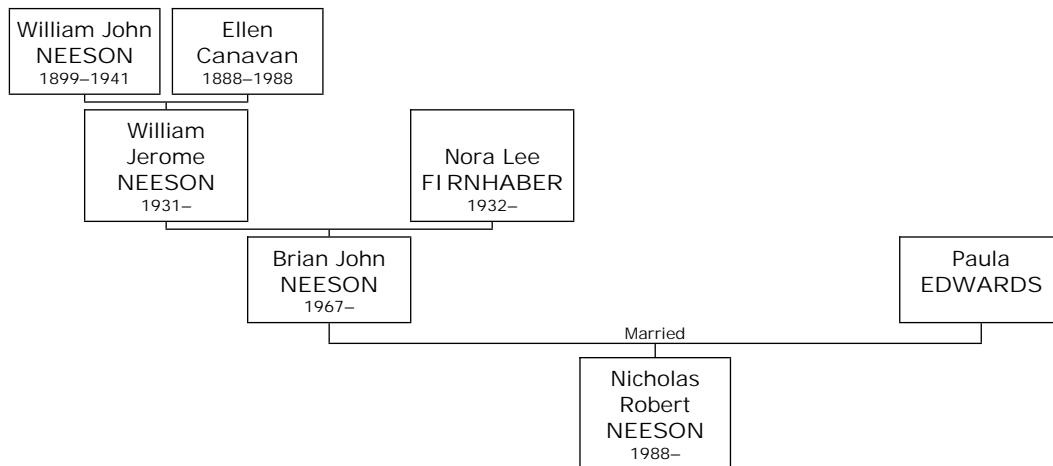 William John
NEESON
1899–1941
Ellen
Canavan
1888–1988
William
Jerome
NEESON
1931–
Nora Lee
FIRNHABER
1932–
Brian John
NEESON
1967–
Paula
EDWARDS
Married
Nicholas
Robert
NEESON
1988–